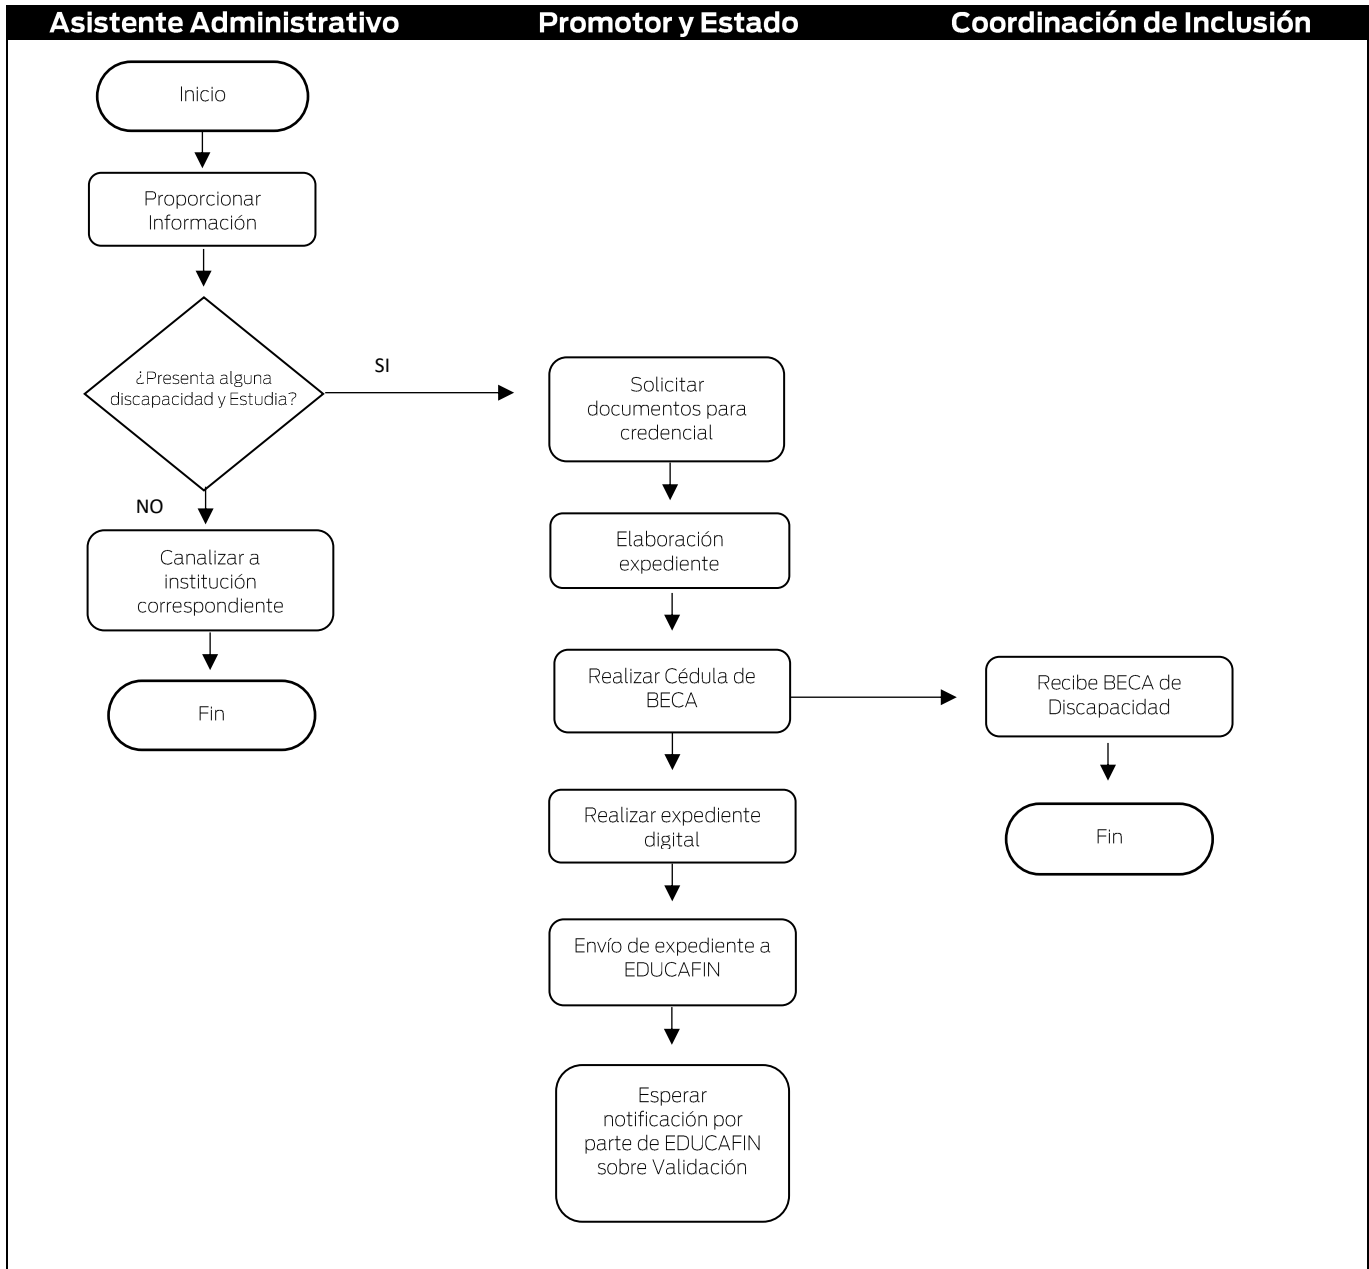 Asistente Administrativo
Promotor y Estado
Coordinación de Inclusión
Inicio
Proporcionar
Información
¿Presenta alguna
discapacidad y Estudia?
SI
NO
Canalizar a
institución
correspondiente
Fin
Solicitar
documentos para
credencial
Elaboración
expediente
Realizar Cédula de
BECA
Realizar expediente
digital
Envío de expediente a
EDUCAFIN
Esperar
notificación por
parte de EDUCAFIN
sobre Validación
Recibe BECA de
Discapacidad
Fin